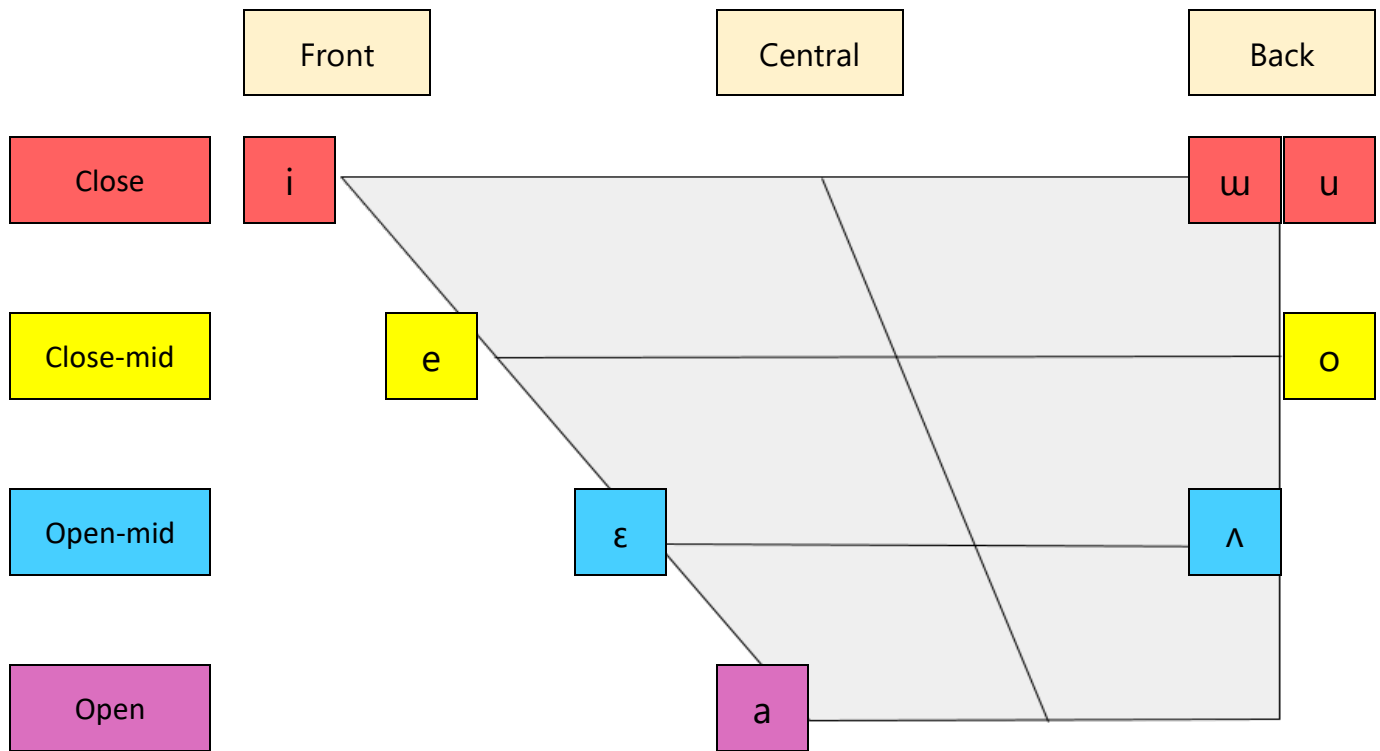 Front Central Back
Close i ɯ u
Close-mid e o
Open-mid ɛ ʌ
Open a